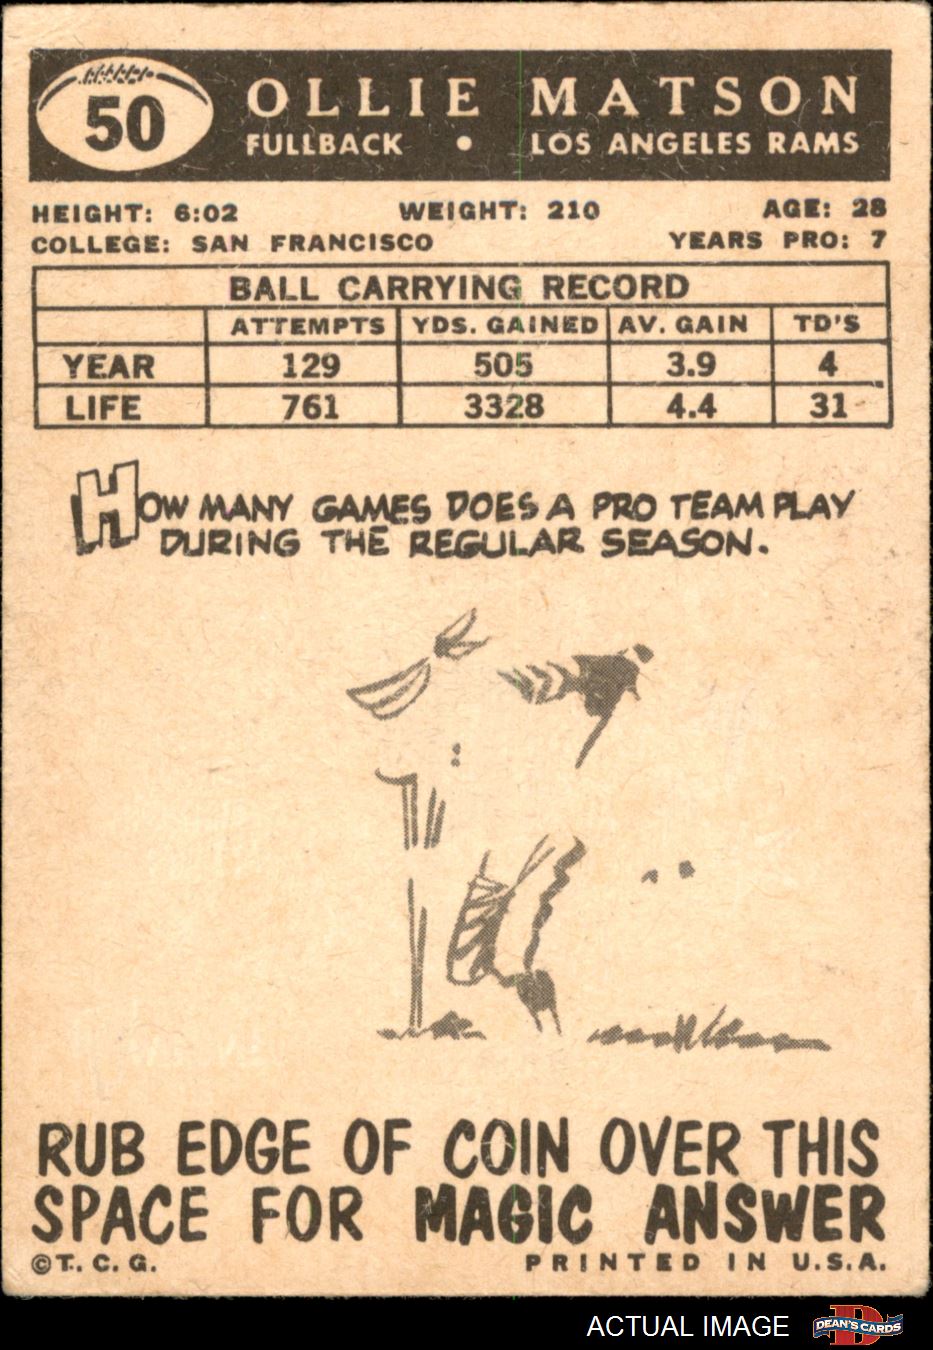 50
OLLIE MATSON
FULLBACK • LOS ANGELES RAMS
HEIGHT: 6:02 WEIGHT: 210 AGE: 28
COLLEGE: SAN FRANCISCO YEARS PRO: 7
BALL CARRYING RECORD
ATTEMPTS YDS. GAINED AV. GAIN TD'S
YEAR 129 505 3.9 4
LIFE 761 3328 4.4 31
HOW MANY GAMES DOES A PRO TEAM PLAY
DURING THE REGULAR SEASON.
RUB EDGE OF COIN OVER THIS
SPACE FOR MAGIC ANSWER
©T. C. G. PRINTED IN U.S.A.
ACTUAL IMAGE DEAN'S CARDS